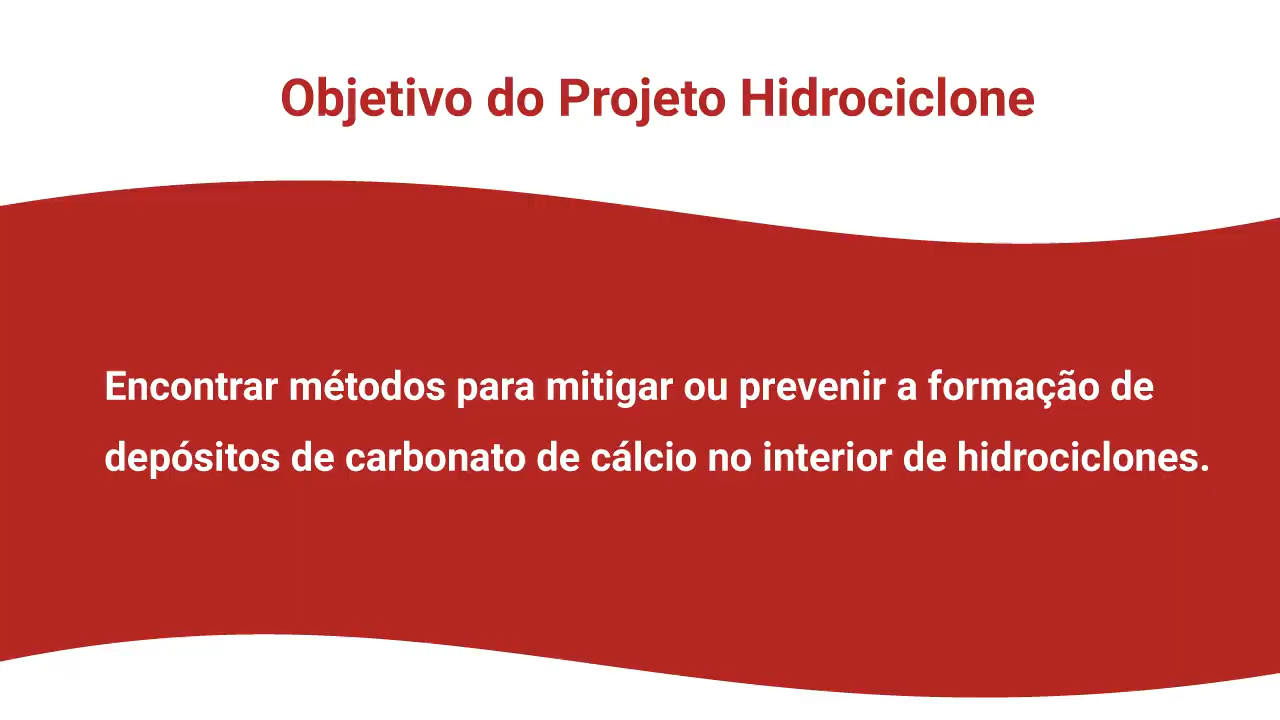 Objetivo do Projeto Hidrociclone
Encontrar métodos para mitigar ou prevenir a formação de
depósitos de carbonato de cálcio no interior de hidrociclones.